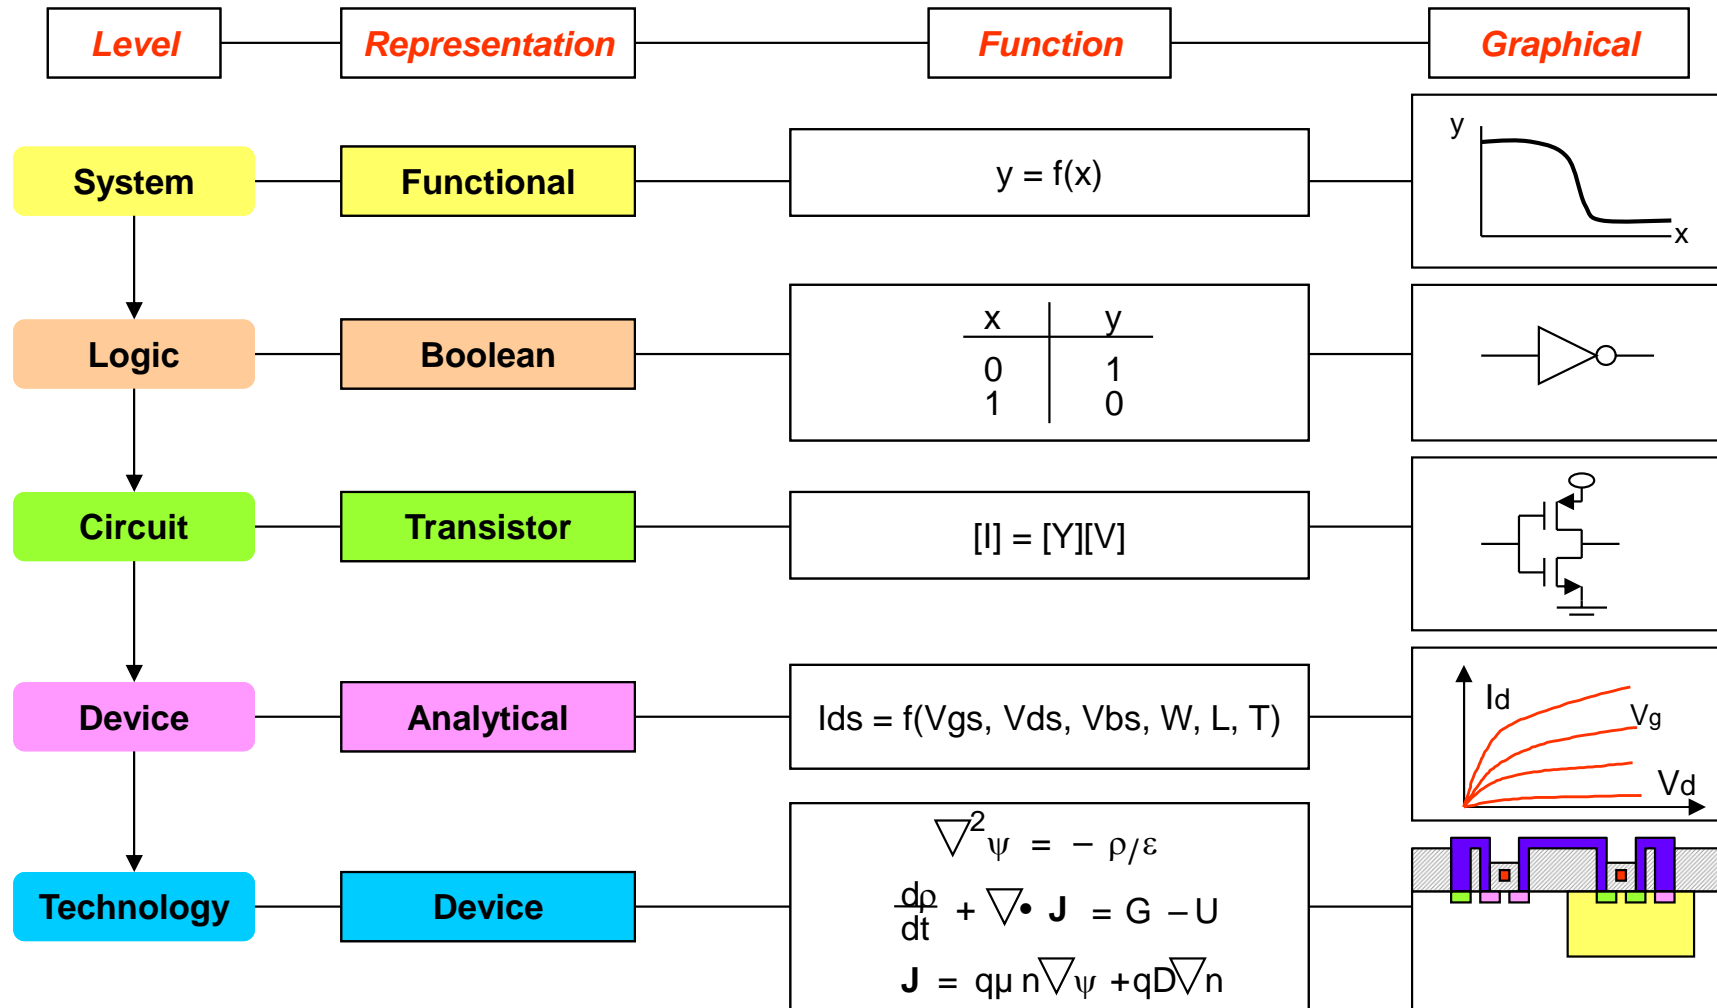 Level Representation Function Graphical
System Functional y = f(x)
y
x
Logic Boolean
x y
0 1
1 0
Circuit Transistor [I] = [Y][V]
Device Analytical Ids = f(Vgs, Vds, Vbs, W, L, T)
Id
Vg
Vd
Technology Device
▽² ψ = − ρ/ε
dρ/dt + ▽• J = G − U
J = qμ n▽ψ +qD▽n